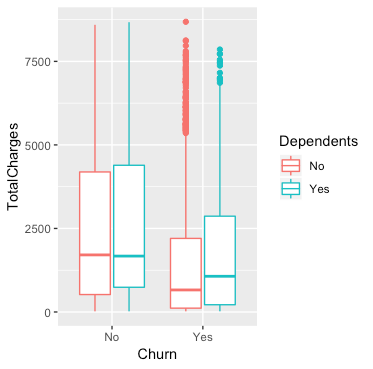 7500
5000
2500
0
TotalCharges
No
Yes
Churn
Dependents
No
Yes